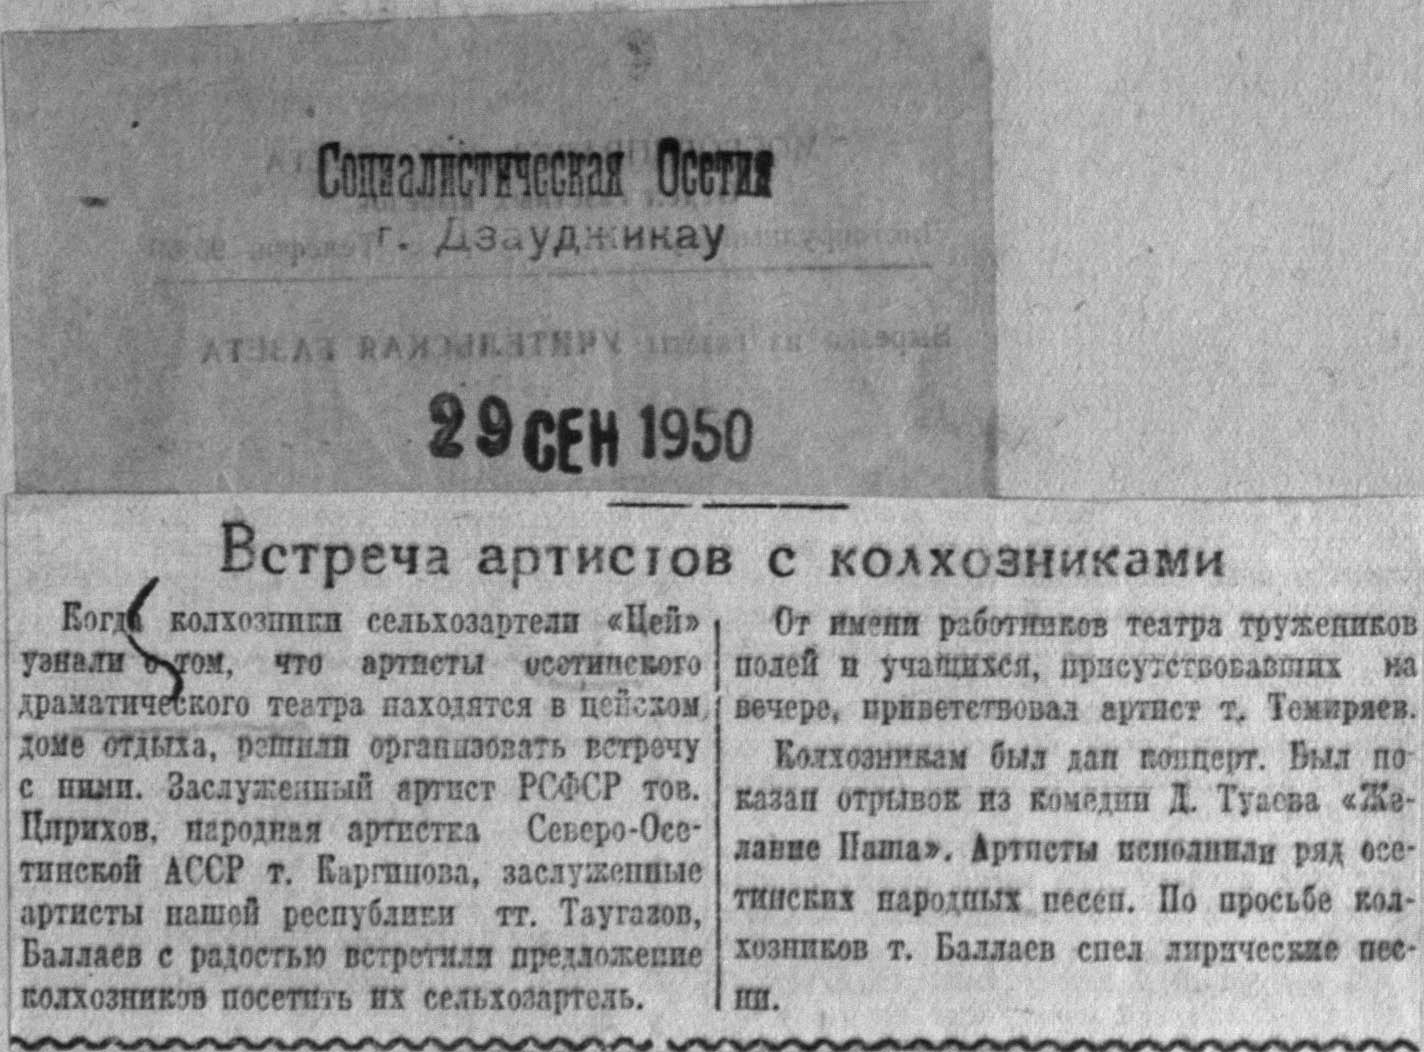 Социалистическая Осетия
г. Дзауджикау
29 СЕН 1950
Встреча артистов с колхозниками
Когда колхозники сельхозартели «Цей»
узнали о том, что артисты осетинского
драматического театра находятся в цейском
доме отдыха, решили организовать встречу
с ними. Заслуженный артист РСФСР тов.
Цирихов, народная артистка Северо-Осе-
тинской АССР т. Каргинова, заслуженные
артисты нашей республики тт. Таугазов,
Баллаев с радостью встретили предложение
колхозников посетить их сельхозартель.
От имени работников театра тружеников
полей и учащихся, присутствовавших на
вечере, приветствовал артист т. Темиряев.
Колхозникам был дан концерт. Был по
казан отрывок из комедии Д. Туаева «Же-
лание Паша». Артисты исполнили ряд осе-
тинских народных песен. По просьбе кол-
хозников т. Баллаев спел лирические пес-
ни.